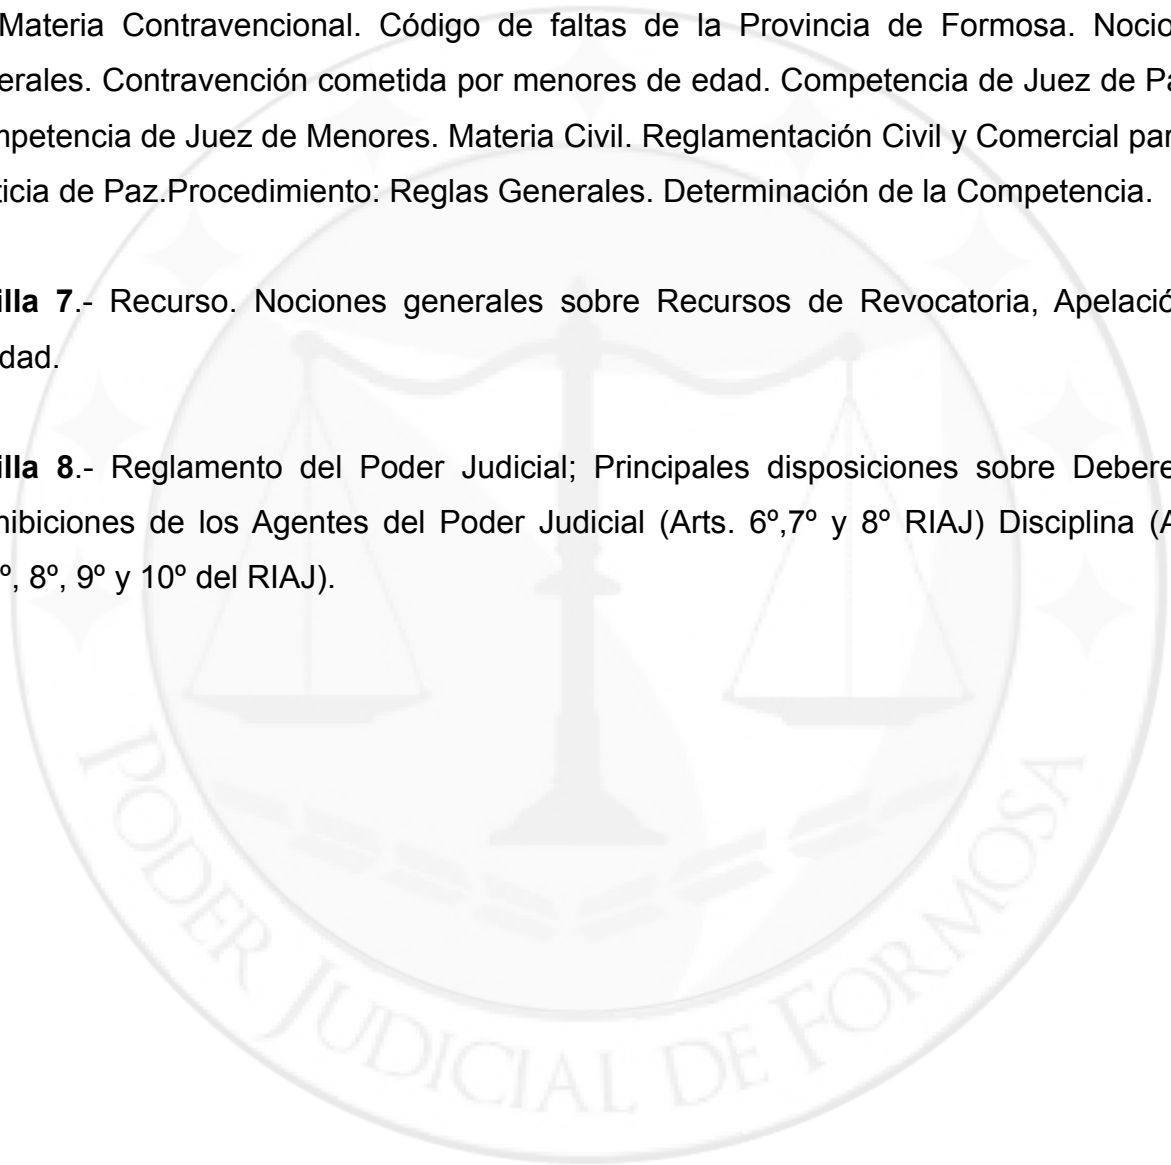 Materia Contravencional. Código de faltas de la Provincia de Formosa. Nocio
erales. Contravención cometida por menores de edad. Competencia de Juez de Pa
mpetencia de Juez de Menores. Materia Civil. Reglamentación Civil y Comercial par
ticia de Paz.Procedimiento: Reglas Generales. Determinación de la Competencia.
illa 7.- Recurso. Nociones generales sobre Recursos de Revocatoria, Apelació
dad.
illa 8.- Reglamento del Poder Judicial; Principales disposiciones sobre Debere
hibiciones de los Agentes del Poder Judicial (Arts. 6º,7º y 8º RIAJ) Disciplina (A
º, 8º, 9º y 10º del RIAJ).
PODER JUDICIAL DE FORMOSA